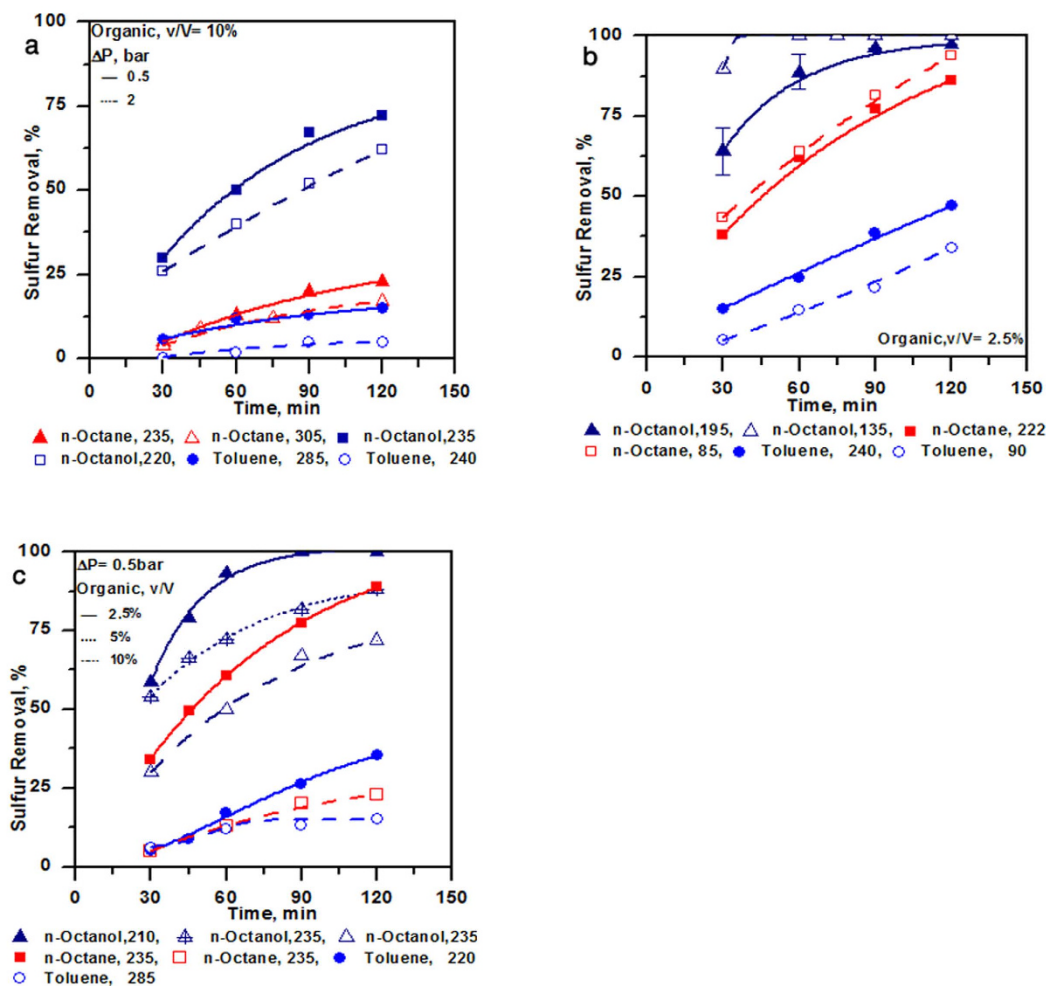 a
Organic, v/V= 10%
ΔP, bar
0.5
2
Sulfur Removal, %
100
75
50
25
0
0 30 60 90 120 150
Time, min
n-Octane, 235, n-Octane, 305, n-Octanol,235
n-Octanol,220, Toluene, 285, Toluene, 240
b
Sulfur Removal, %
100
75
50
25
0
Organic,v/V= 2.5%
0 30 60 90 120 150
Time, min
n-Octanol,195, n-Octanol,135, n-Octane, 222
n-Octane, 85, Toluene, 240, Toluene, 90
c
ΔP= 0.5bar
Organic, v/V
2.5%
5%
10%
Sulfur Removal, %
100
75
50
25
0
0 30 60 90 120 150
Time, min
n-Octanol,210, n-Octanol,235, n-Octanol,235
n-Octane, 235, n-Octane, 235, Toluene, 220
Toluene, 285